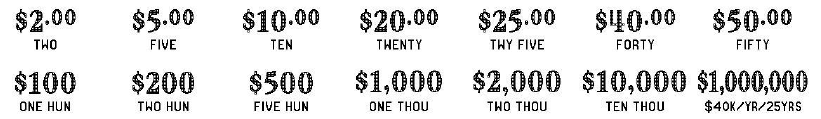 $2.00 $5.00 $10.00 $20.00 $25.00 $40.00 $50.00
TWO FIVE TEN TWENTY TWY FIVE FORTY FIFTY
$100 $200 $500 $1,000 $2,000 $10,000 $1,000,000
ONE HUN TWO HUN FIVE HUN ONE THOU TWO THOU TEN THOU $40K/YR/25YRS